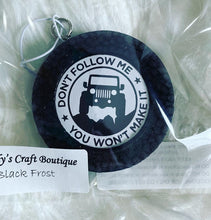 DON'T FOLLOW ME
YOU WON'T MAKE IT
y's Craft Boutique
Black Frost